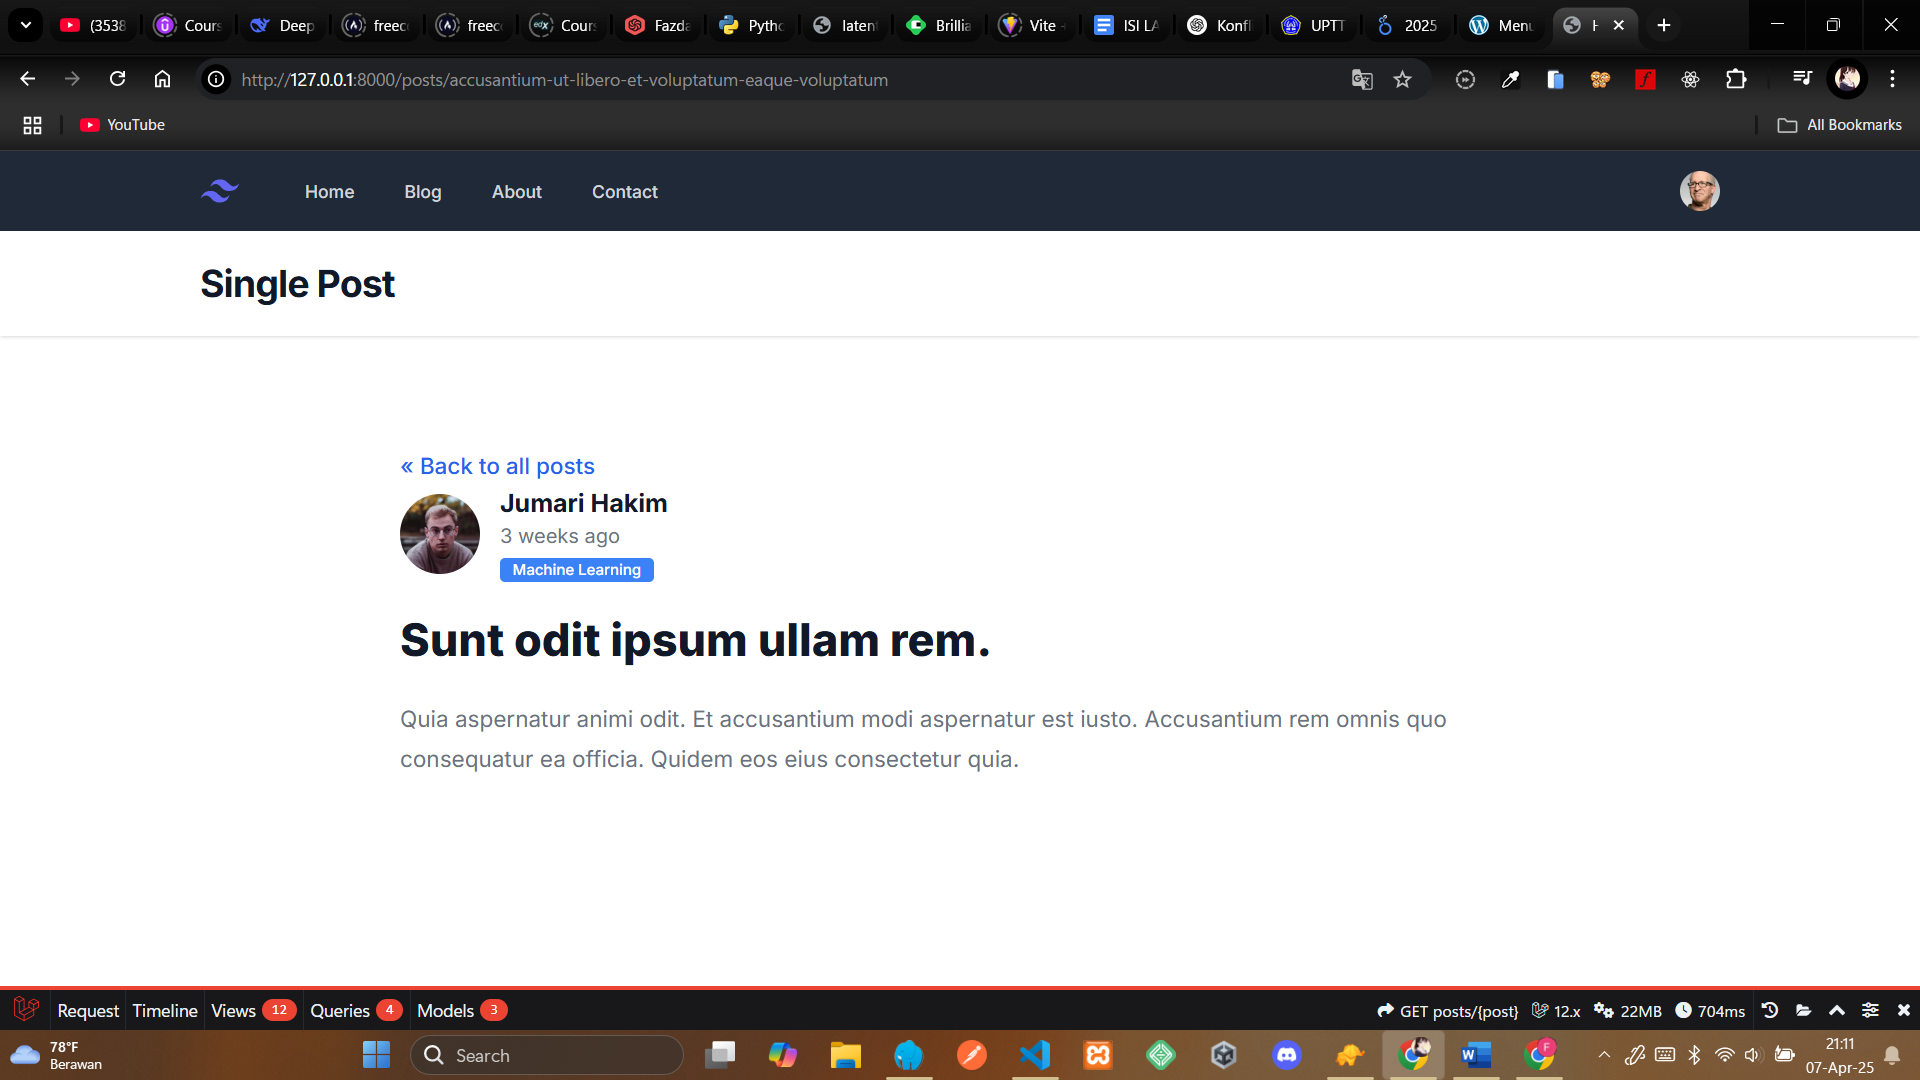 (3538
Cours
Deep
freec
freec
Cours
Fazda
Pytho
laten
Brillia
Vite
ISI LA
Konfl
UPTT
2025
Menu
http://127.0.0.1:8000/posts/accusantium-ut-libero-et-voluptatum-eaque-voluptatum
YouTube
All Bookmarks
Home Blog About Contact
Single Post
« Back to all posts
Jumari Hakim
3 weeks ago
Machine Learning
Sunt odit ipsum ullam rem.
Quia aspernatur animi odit. Et accusantium modi aspernatur est iusto. Accusantium rem omnis quo
consequatur ea officia. Quidem eos eius consectetur quia.
Request Timeline Views 12 Queries 4 Models 3 GET posts/{post} 12.x 22MB 704ms
78°F
Berawan
Search
21:11
07-Apr-25